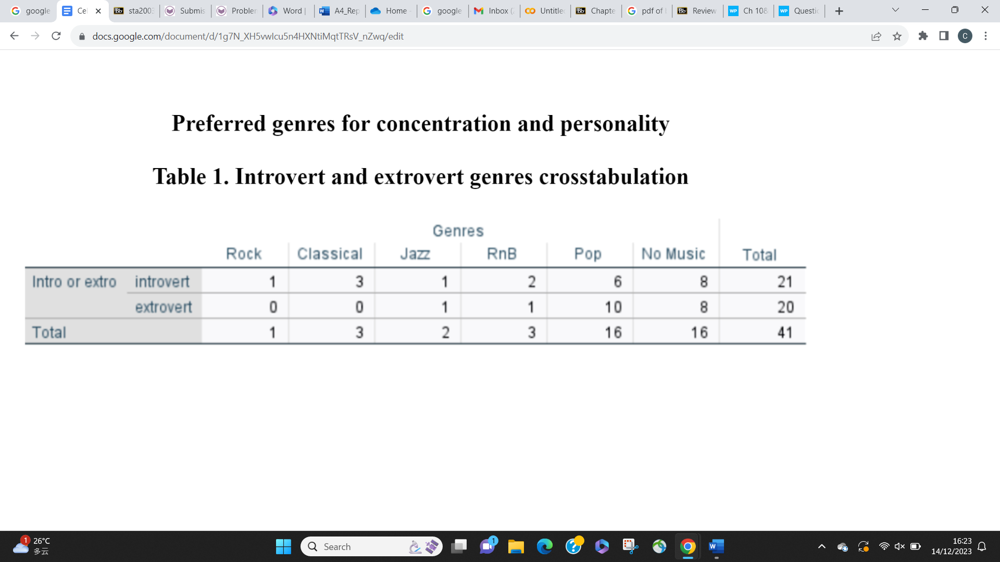 google
Ce
sta2003
Submis
Problem
Word |
A4_Rep
Home -
google
Inbox (
Untitle
Chapte
pdf of
Review
Ch 108
Questic
docs.google.com/document/d/1g7N_XH5vwIcu5n4HXNtiMqtTRsV_nZwq/edit
C
Preferred genres for concentration and personality
Table 1. Introvert and extrovert genres crosstabulation
Genres
Rock Classical Jazz RnB Pop No Music Total
Intro or extro introvert 1 3 1 2 6 8 21
extrovert 0 0 1 1 10 8 20
Total 1 3 2 3 16 16 41
1
26°C
多云
Search
1
16:23
14/12/2023